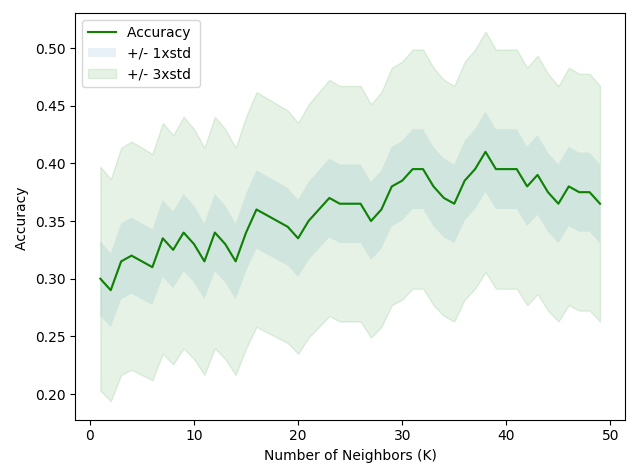 Accuracy
+/- 1xstd
+/- 3xstd
0.50
0.45
0.40
0.35
0.30
0.25
0.20
Accuracy
0 10 20 30 40 50
Number of Neighbors (K)